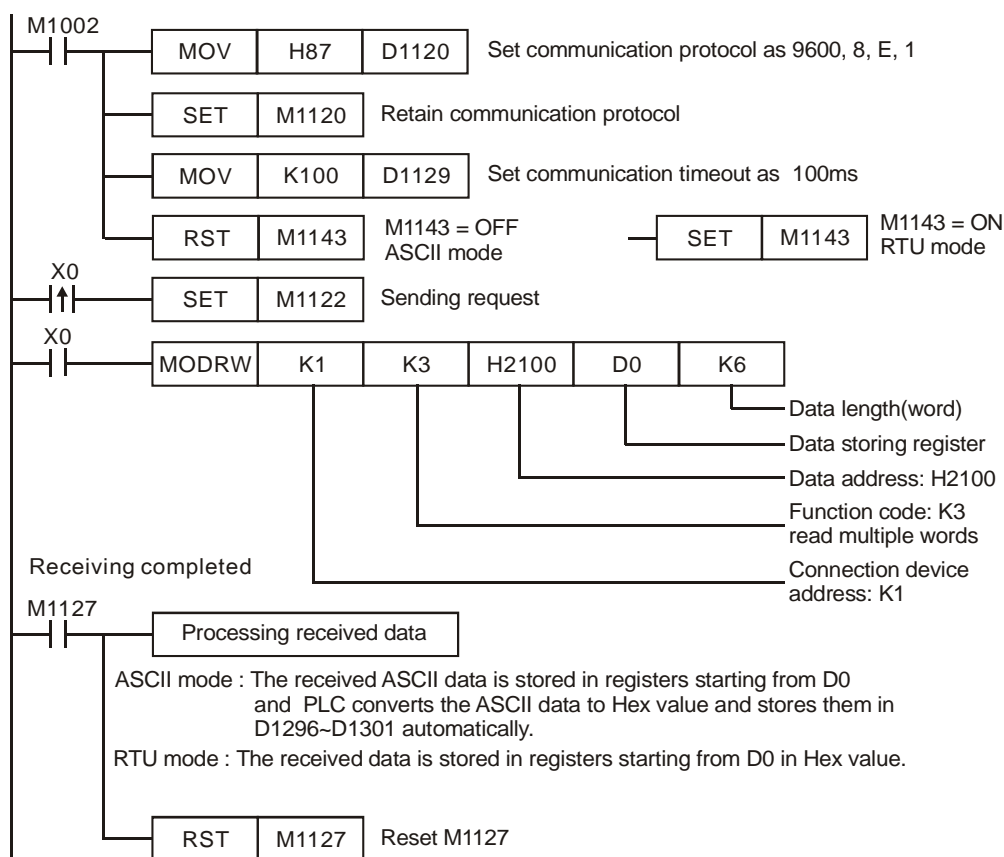 M1002
MOV H87 D1120 Set communication protocol as 9600, 8, E, 1
SET M1120 Retain communication protocol
MOV K100 D1129 Set communication timeout as 100ms
RST M1143 M1143 = OFF
ASCII mode
SET M1143 M1143 = ON
RTU mode
X0
SET M1122 Sending request
X0
MODRW K1 K3 H2100 D0 K6
Data length(word)
Data storing register
Data address: H2100
Function code: K3
read multiple words
Connection device
address: K1
Receiving completed
M1127
Processing received data
ASCII mode : The received ASCII data is stored in registers starting from D0
and PLC converts the ASCII data to Hex value and stores them in
D1296~D1301 automatically.
RTU mode : The received data is stored in registers starting from D0 in Hex value.
RST M1127 Reset M1127